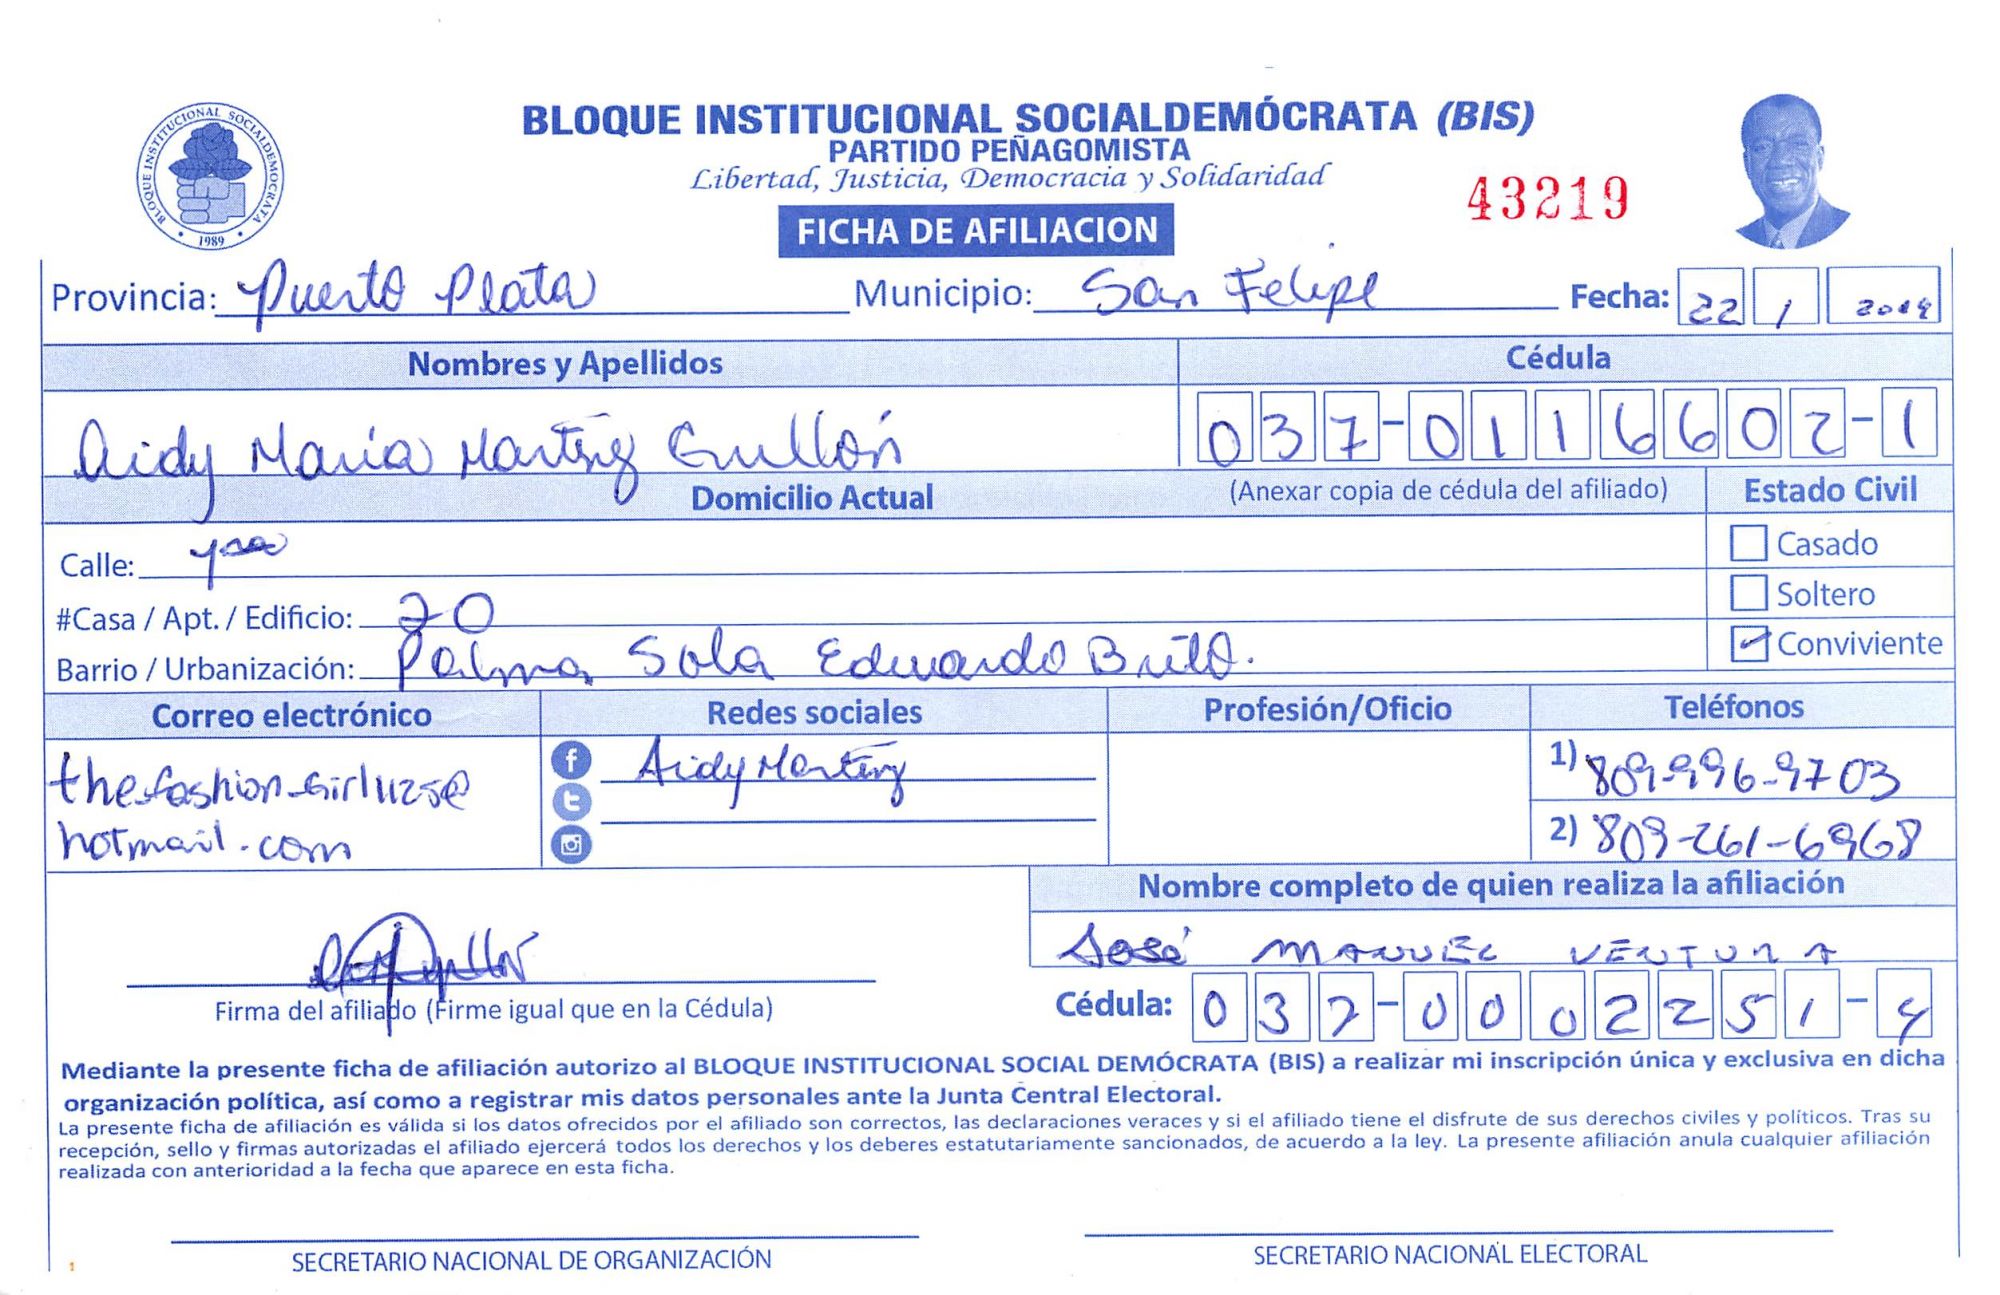 BLOQUE INSTITUCIONAL SOCIALDEMÓCRATA (BIS)
PARTIDO PEÑAGOMISTA
Libertad, Justicia, Democracia y Solidaridad
BLOQUE INSTITUCIONAL SOCIALDEMOCRATA
1989
43219
FICHA DE AFILIACION
Provincia: Puerto Plata Municipio: San Felipe Fecha: 22 1
Nombres y Apellidos Cédula
Aidy María Martínz Gullón 037-0116602-1
Domicilio Actual (Anexar copia de cédula del afiliado) Estado Civil
Calle: Casado
#Casa / Apt. / Edificio: 20 Soltero
Barrio / Urbanización: Palma Sola Eduardo Brito. Conviviente
Correo electrónico Redes sociales Profesión/Oficio Teléfonos
Aidy Martínz 1) 809-996-9703
hotmail.com 2) 809-261-6968
Nombre completo de quien realiza la afiliación
José MANUEL VENTURA
Firma del afiliado (Firme igual que en la Cédula) Cédula: 037-0002251-4
Mediante la presente ficha de afiliación autorizo al BLOQUE INSTITUCIONAL SOCIAL DEMÓCRATA (BIS) a realizar mi inscripción única y exclusiva en dicha
organización política, así como a registrar mis datos personales ante la Junta Central Electoral.
La presente ficha de afiliación es válida si los datos ofrecidos por el afiliado son correctos, las declaraciones veraces y si el afiliado tiene el disfrute de sus derechos civiles y políticos. Tras su
recepción, sello y firmas autorizadas el afiliado ejercerá todos los derechos y los deberes estatutariamente sancionados, de acuerdo a la ley. La presente afiliación anula cualquier afiliación
realizada con anterioridad a la fecha que aparece en esta ficha.
SECRETARIO NACIONAL DE ORGANIZACIÓN SECRETARIO NACIONAL ELECTORAL